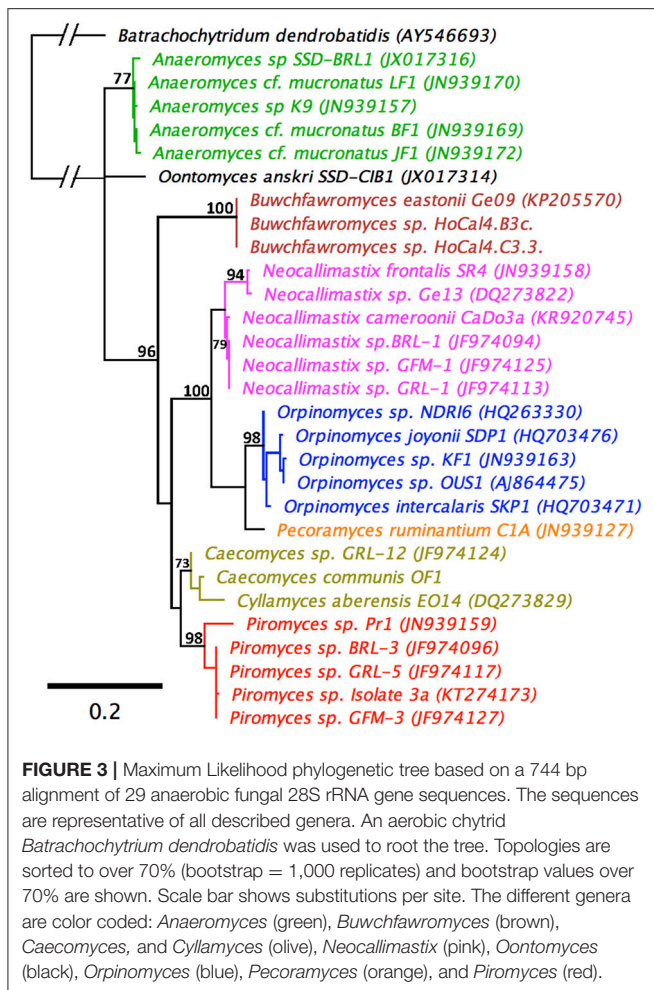 Batrachochytridum dendrobatidis (AY546693)
Anaeromyces sp SSD-BRL1 (JX017316)
77
Anaeromyces cf. mucronatus LF1 (JN939170)
Anaeromyces sp K9 (JN939157)
Anaeromyces cf. mucronatus BF1 (JN939169)
Anaeromyces cf. mucronatus JF1 (JN939172)
Oontomyces anskri SSD-CIB1 (JX017314)
Buwchfawromyces eastonii Ge09 (KP205570)
100
Buwchfawromyces sp. HoCal4.B3c.
Buwchfawromyces sp. HoCal4.C3.3.
Neocallimastix frontalis SR4 (JN939158)
94
Neocallimastix sp. Ge13 (DQ273822)
Neocallimastix cameroonii CaDo3a (KR920745)
Neocallimastix sp.BRL-1 (JF974094)
79
96
Neocallimastix sp. GFM-1 (JF974125)
Neocallimastix sp. GRL-1 (JF974113)
100
Orpinomyces sp. NDRI6 (HQ263330)
Orpinomyces joyonii SDP1 (HQ703476)
98
Orpinomyces sp. KF1 (JN939163)
Orpinomyces sp. OUS1 (AJ864475)
Orpinomyces intercalaris SKP1 (HQ703471)
Pecoramyces ruminantium C1A (JN939127)
Caecomyces sp. GRL-12 (JF974124)
73
Caecomyces communis OF1
Cyllamyces aberensis EO14 (DQ273829)
Piromyces sp. Pr1 (JN939159)
98
Piromyces sp. BRL-3 (JF974096)
Piromyces sp. GRL-5 (JF974117)
Piromyces sp. Isolate 3a (KT274173)
Piromyces sp. GFM-3 (JF974127)
0.2
FIGURE 3 | Maximum Likelihood phylogenetic tree based on a 744 bp
alignment of 29 anaerobic fungal 28S rRNA gene sequences. The sequences
are representative of all described genera. An aerobic chytrid
Batrachochytrium dendrobatidis was used to root the tree. Topologies are
sorted to over 70% (bootstrap = 1,000 replicates) and bootstrap values over
70% are shown. Scale bar shows substitutions per site. The different genera
are color coded: Anaeromyces (green), Buwchfawromyces (brown),
Caecomyces, and Cyllamyces (olive), Neocallimastix (pink), Oontomyces
(black), Orpinomyces (blue), Pecoramyces (orange), and Piromyces (red).